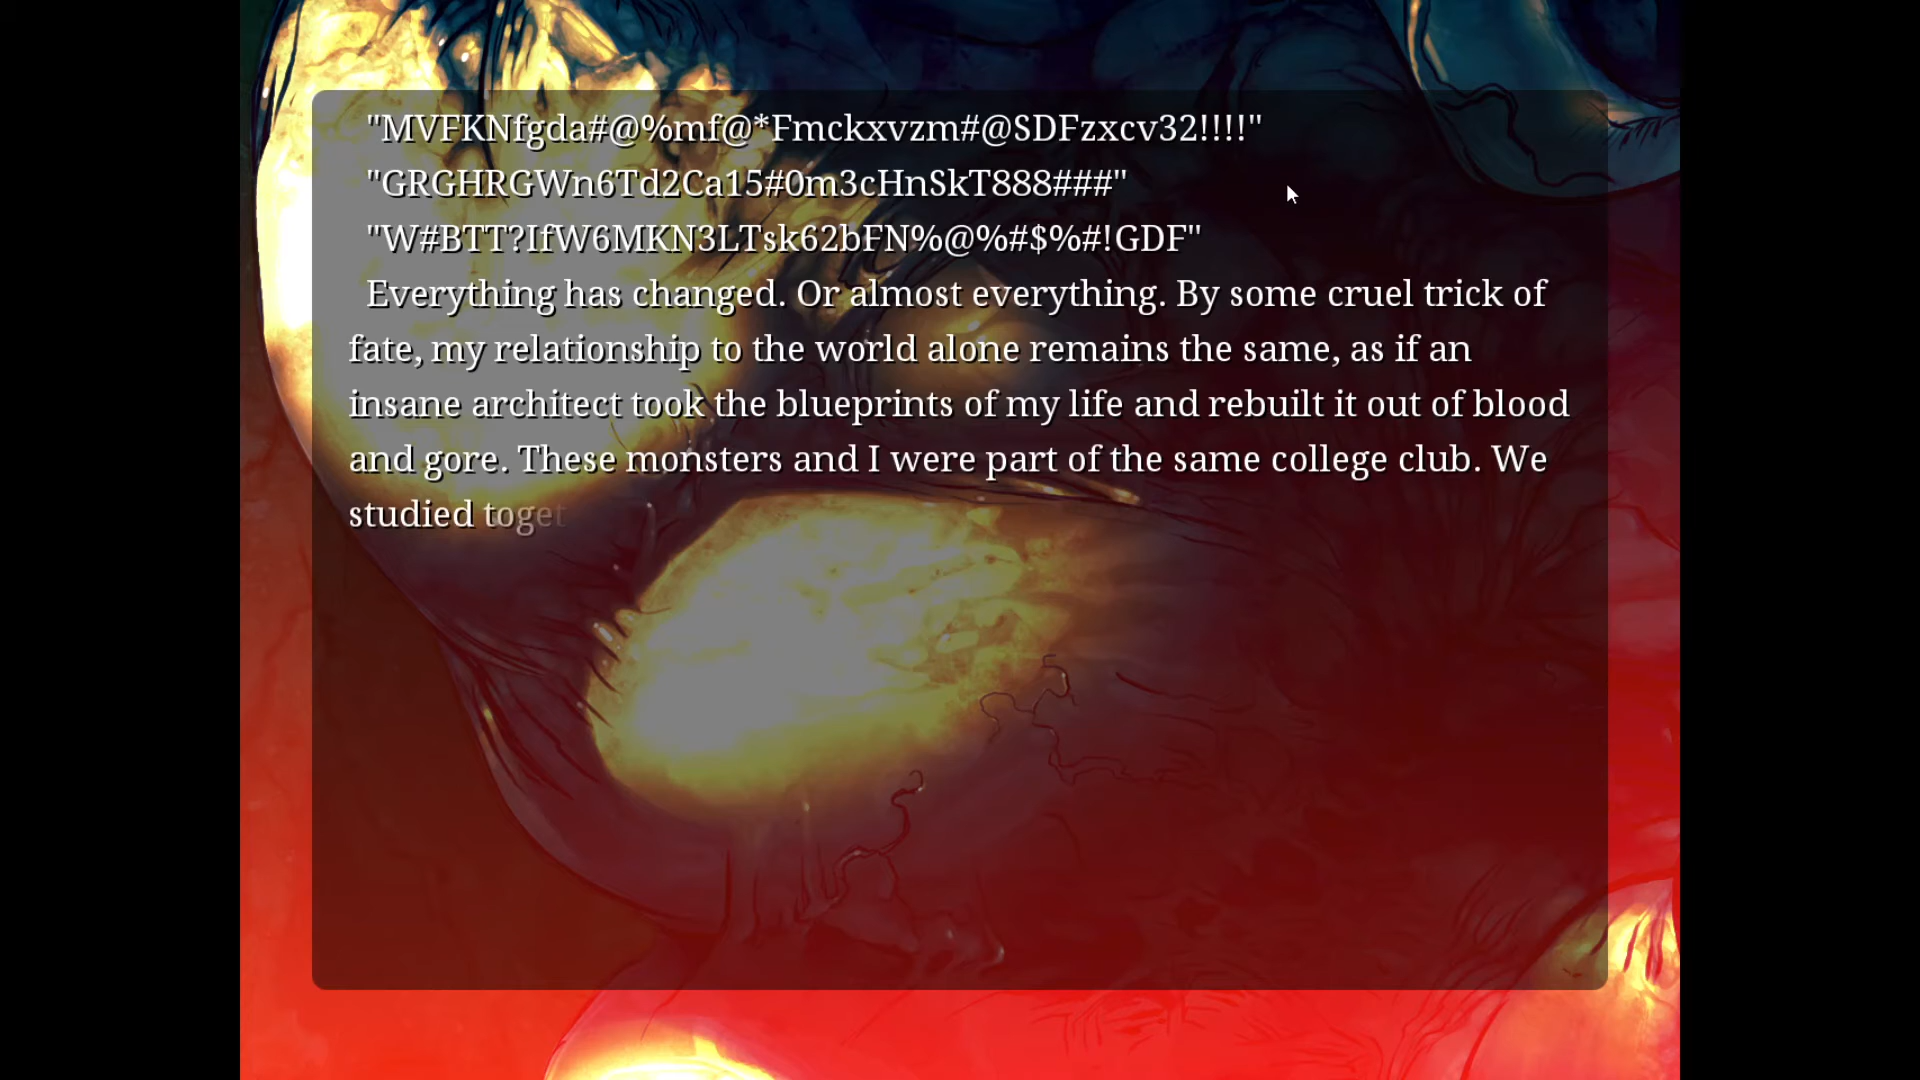 "MVFKNfgda#@%mf@*Fmckxvzm#@SDFzxcv32!!!!"
"GRGHRGWn6Td2Ca15#0m3cHnSkT888###"
"W#BTT?IfW6MKN3LTsk62bFN%@%#$%#!GDF"
Everything has changed. Or almost everything. By some cruel trick of
fate, my relationship to the world alone remains the same, as if an
insane architect took the blueprints of my life and rebuilt it out of blood
and gore. These monsters and I were part of the same college club. We
studied toget